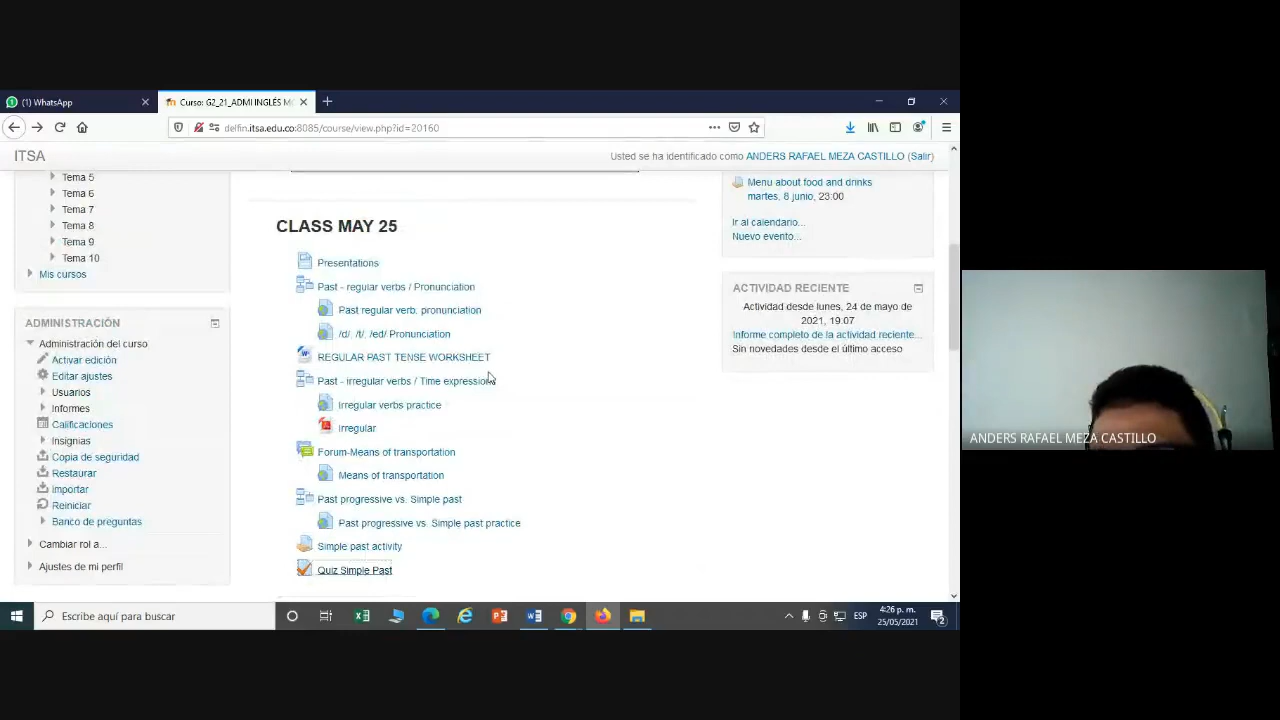 (1) WhatsApp
Curso: G2_21_ADMI INGLÉS M
delfin.itsa.edu.co:8085/course/view.php?id=20160
ITSA
Usted se ha identificado como ANDERS RAFAEL MEZA CASTILLO (Salir)
Tema 5
Tema 6
Tema 7
Tema 8
Tema 9
Tema 10
Mis cursos
ADMINISTRACIÓN
Administración del curso
Activar edición
Editar ajustes
Usuarios
Informes
Calificaciones
Insignias
Copia de seguridad
Restaurar
Importar
Reiniciar
Banco de preguntas
Cambiar rol a...
Ajustes de mi perfil
CLASS MAY 25
Presentations
Past - regular verbs / Pronunciation
Past regular verb. pronunciation
/d/. /t/. /ed/ Pronunciation
REGULAR PAST TENSE WORKSHEET
Past - irregular verbs / Time expressions
Irregular verbs practice
Irregular
Forum-Means of transportation
Means of transportation
Past progressive vs. Simple past
Past progressive vs. Simple past practice
Simple past activity
Quiz Simple Past
Menu about food and drinks
martes, 8 junio, 23:00
Ir al calendario...
Nuevo evento...
ACTIVIDAD RECIENTE
Actividad desde lunes, 24 de mayo de
2021, 19:07
Informe completo de la actividad reciente...
Sin novedades desde el último acceso
ANDERS RAFAEL MEZA CASTILLO
Escribe aquí para buscar
ESP
4:26 p. m.
25/05/2021
2